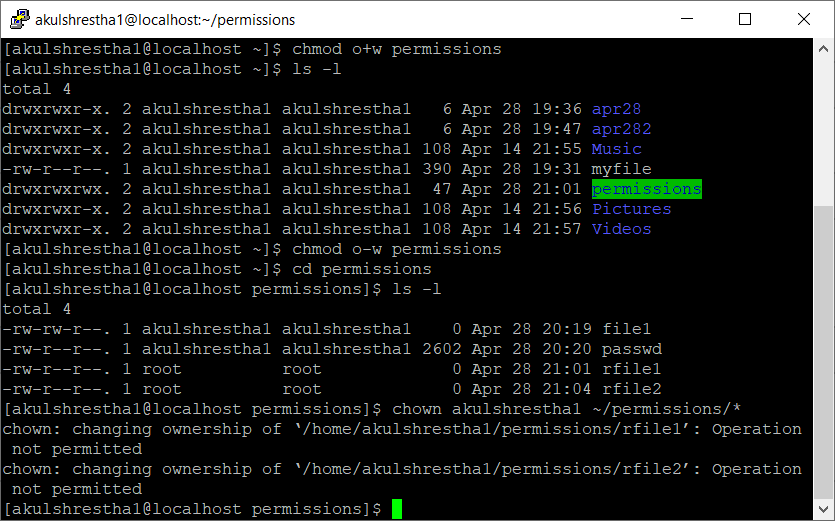 akulshrestha1@localhost:~/permissions
[akulshrestha1@localhost ~]$ chmod o+w permissions
[akulshrestha1@localhost ~]$ ls -l
total 4
drwxrwxr-x. 2 akulshrestha1 akulshrestha1   6 Apr 28 19:36 apr28
drwxrwxr-x. 2 akulshrestha1 akulshrestha1   6 Apr 28 19:47 apr282
drwxrwxr-x. 2 akulshrestha1 akulshrestha1 108 Apr 14 21:55 Music
-rw-r--r--. 1 akulshrestha1 akulshrestha1 390 Apr 28 19:31 myfile
drwxrwxrwx. 2 akulshrestha1 akulshrestha1  47 Apr 28 21:01 permissions
drwxrwxr-x. 2 akulshrestha1 akulshrestha1 108 Apr 14 21:56 Pictures
drwxrwxr-x. 2 akulshrestha1 akulshrestha1 108 Apr 14 21:57 Videos
[akulshrestha1@localhost ~]$ chmod o-w permissions
[akulshrestha1@localhost ~]$ cd permissions
[akulshrestha1@localhost permissions]$ ls -l
total 4
-rw-rw-r--. 1 akulshrestha1 akulshrestha1    0 Apr 28 20:19 file1
-rw-r--r--. 1 akulshrestha1 akulshrestha1 2602 Apr 28 20:20 passwd
-rw-r--r--. 1 root          root             0 Apr 28 21:01 rfile1
-rw-r--r--. 1 root          root             0 Apr 28 21:04 rfile2
[akulshrestha1@localhost permissions]$ chown akulshrestha1 ~/permissions/*
chown: changing ownership of ‘/home/akulshrestha1/permissions/rfile1’: Operation
 not permitted
chown: changing ownership of ‘/home/akulshrestha1/permissions/rfile2’: Operation
 not permitted
[akulshrestha1@localhost permissions]$